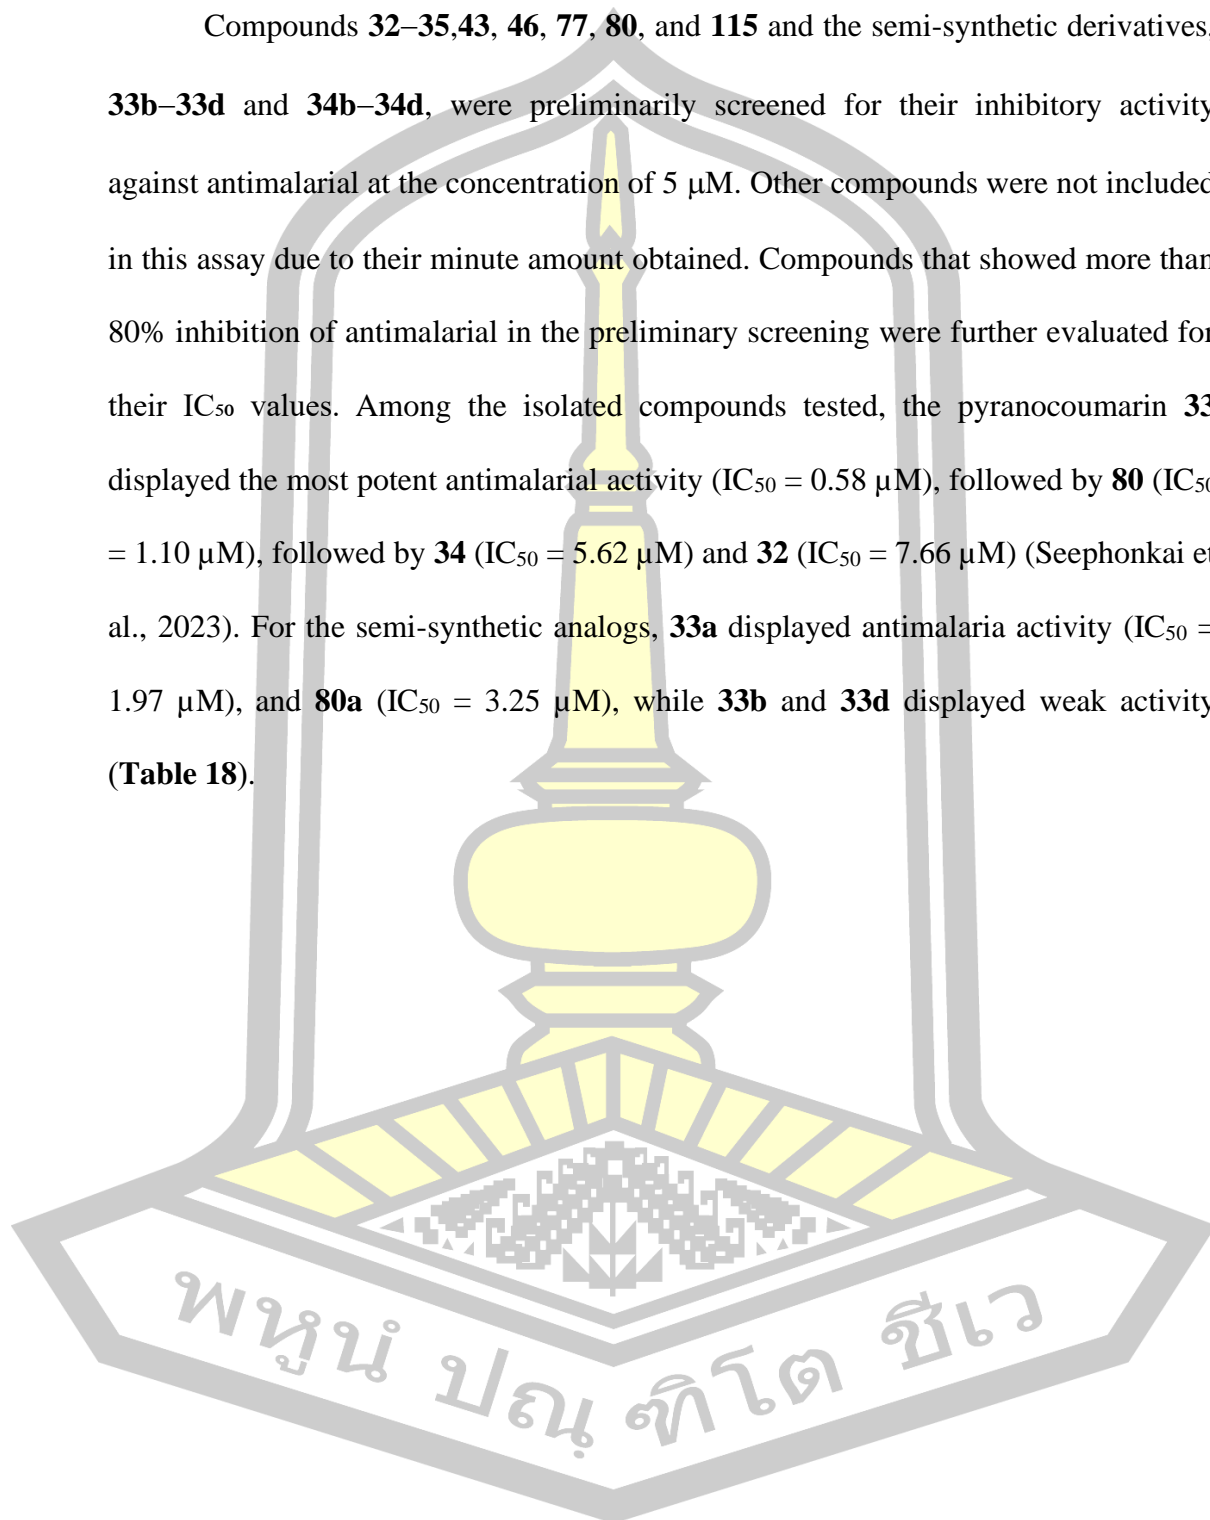 Compounds 32–35,43, 46, 77, 80, and 115 and the semi-synthetic derivatives,
33b–33d and 34b–34d, were preliminarily screened for their inhibitory activity
against antimalarial at the concentration of 5 μM. Other compounds were not included
in this assay due to their minute amount obtained. Compounds that showed more than
80% inhibition of antimalarial in the preliminary screening were further evaluated for
their IC₅₀ values. Among the isolated compounds tested, the pyranocoumarin 33
displayed the most potent antimalarial activity (IC₅₀ = 0.58 µM), followed by 80 (IC₅₀
= 1.10 µM), followed by 34 (IC₅₀ = 5.62 µM) and 32 (IC₅₀ = 7.66 µM) (Seephonkai et
al., 2023). For the semi-synthetic analogs, 33a displayed antimalaria activity (IC₅₀ =
1.97 µM), and 80a (IC₅₀ = 3.25 µM), while 33b and 33d displayed weak activity
(Table 18).
พหูนํ ปณฺฑิโต ชีเว